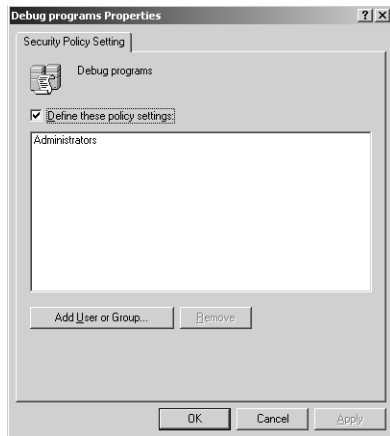 Debug programs Properties
Security Policy Setting
Debug programs
Define these policy settings:
Administrators
Add User or Group...
Remove
OK
Cancel
Apply